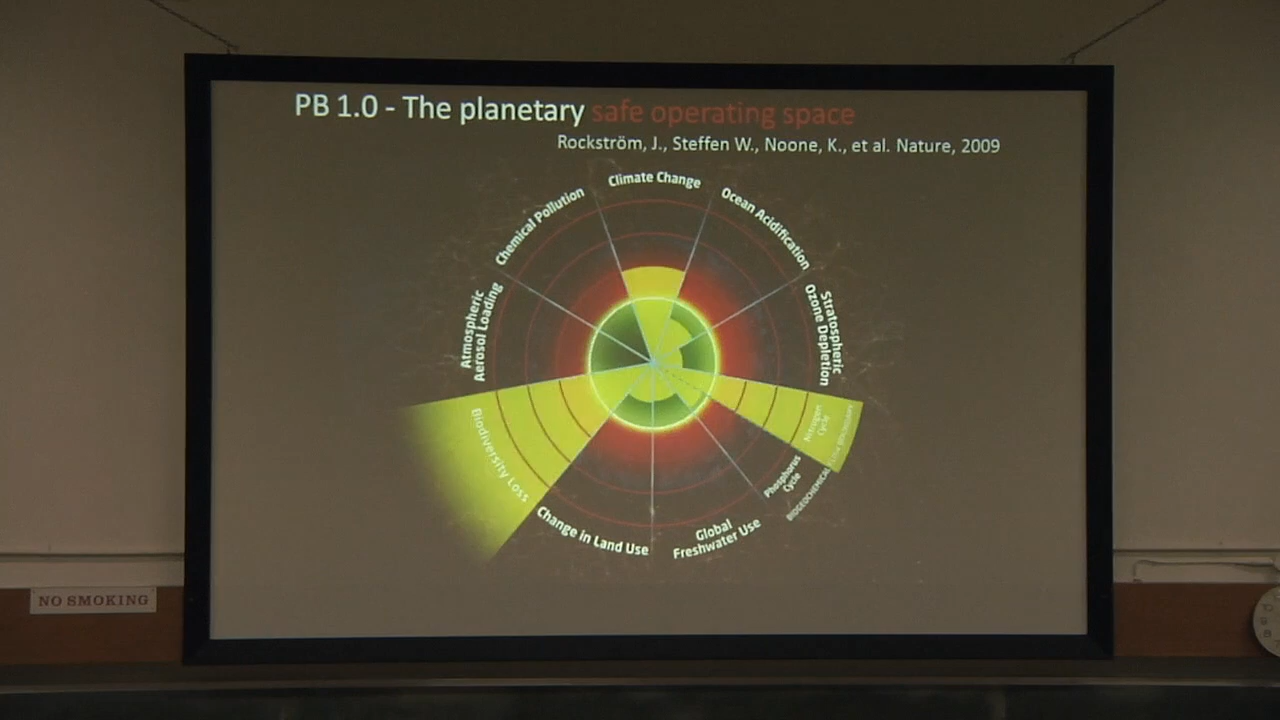 PB 1.0 - The planetary safe operating space
Rockström, J., Steffen W., Noone, K., et al. Nature, 2009
Climate Change
Ocean Acidification
Stratospheric
Ozone Depletion
Nitrogen
Cycle
Phosphorus
Cycle
BIOGEOCHEMICAL
Global
Freshwater Use
Change in Land Use
Biodiversity Loss
Atmospheric
Aerosol Loading
Chemical Pollution
NO SMOKING